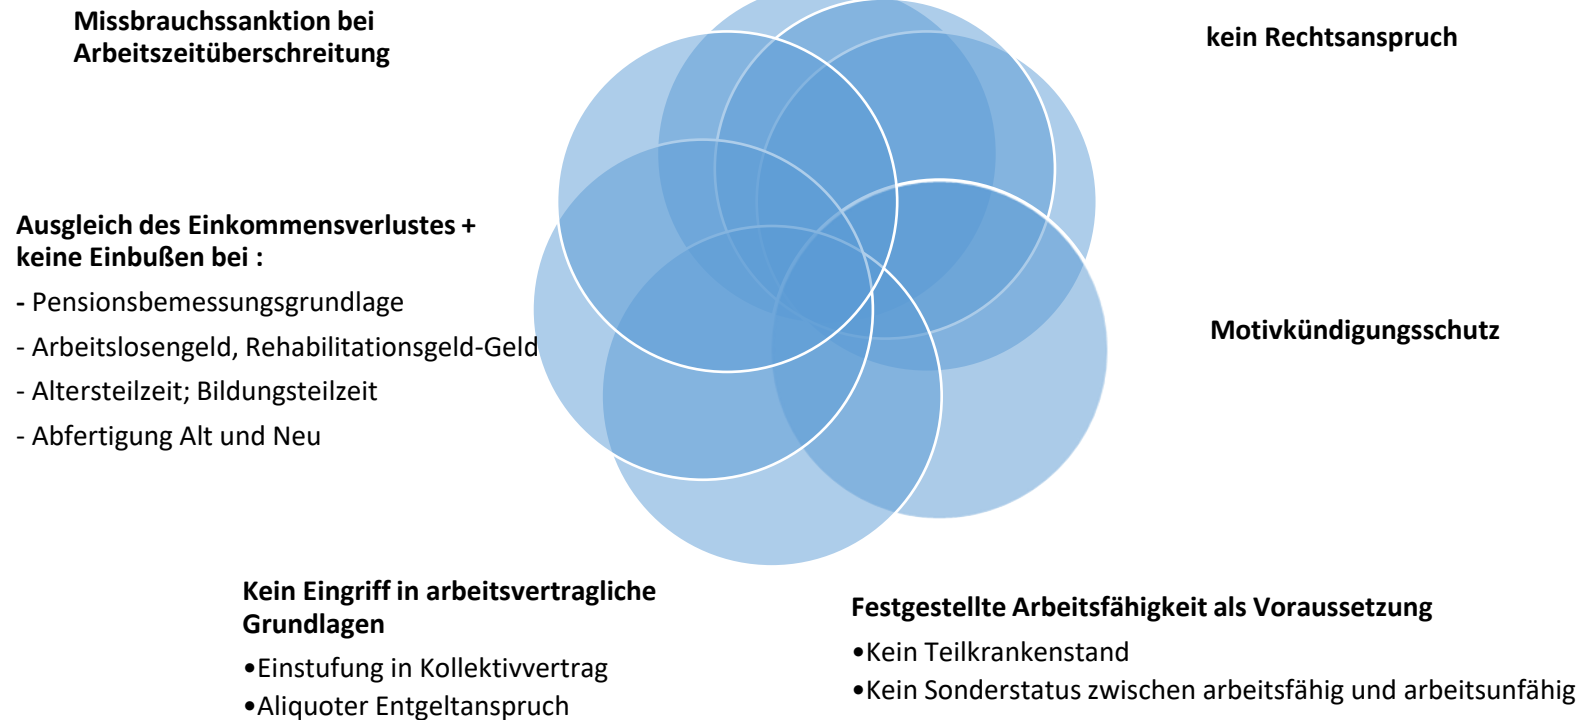 Missbrauchssanktion bei
Arbeitszeitüberschreitung
kein Rechtsanspruch
Ausgleich des Einkommensverlustes +
keine Einbußen bei :
- Pensionsbemessungsgrundlage
- Arbeitslosengeld, Rehabilitationsgeld-Geld
- Altersteilzeit; Bildungsteilzeit
- Abfertigung Alt und Neu
Motivkündigungsschutz
Kein Eingriff in arbeitsvertragliche
Grundlagen
•Einstufung in Kollektivvertrag
•Aliquoter Entgeltanspruch
Festgestellte Arbeitsfähigkeit als Voraussetzung
•Kein Teilkrankenstand
•Kein Sonderstatus zwischen arbeitsfähig und arbeitsunfähig